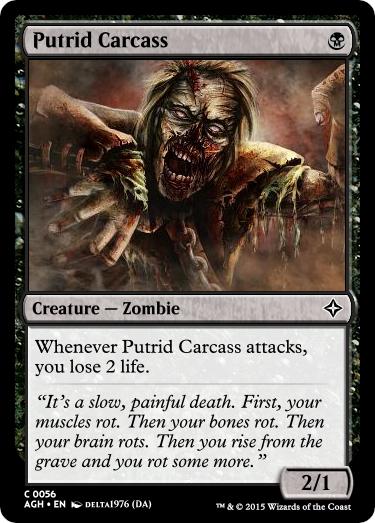 Putrid Carcass
Creature — Zombie
Whenever Putrid Carcass attacks,
you lose 2 life.
“It’s a slow, painful death. First, your
muscles rot. Then your bones rot. Then
your brain rots. Then you rise from the
grave and you rot some more.”
2/1
C 0056
AGH • EN DELTA1976 (DA)
™ & © 2015 Wizards of the Coast